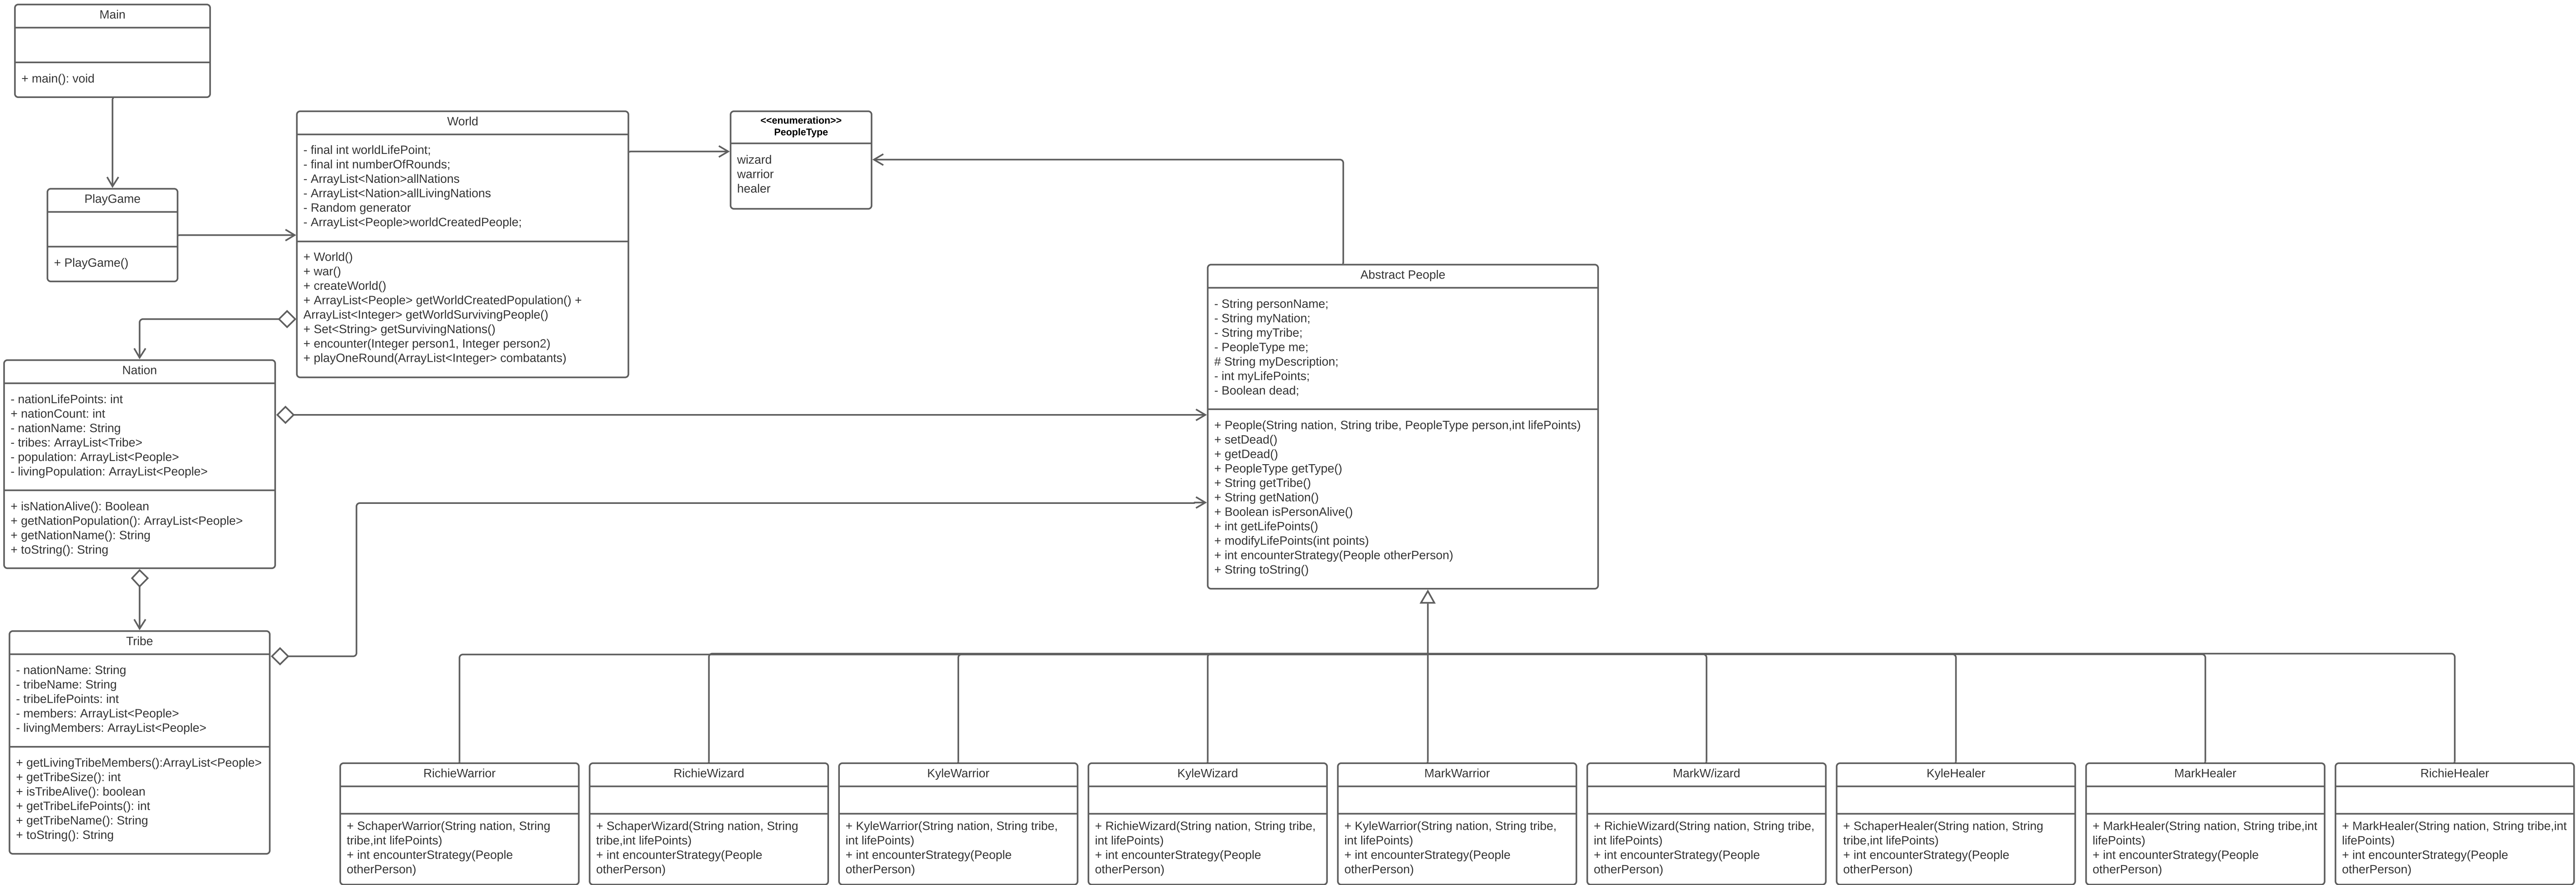 Main
+ main(): void
PlayGame
+ PlayGame()
World
- final int worldLifePoint;
- final int numberOfRounds;
- ArrayList<Nation>allNations
- ArrayList<Nation>allLivingNations
- Random generator
- ArrayList<People>worldCreatedPeople;
+ World()
+ war()
+ createWorld()
+ ArrayList<People> getWorldCreatedPopulation() +
ArrayList<Integer> getWorldSurvivingPeople()
+ Set<String> getSurvivingNations()
+ encounter(Integer person1, Integer person2)
+ playOneRound(ArrayList<Integer> combatants)
<<enumeration>>
PeopleType
wizard
warrior
healer
Abstract People
- String personName;
- String myNation;
- String myTribe;
- PeopleType me;
# String myDescription;
- int myLifePoints;
- Boolean dead;
+ People(String nation, String tribe, PeopleType person,int lifePoints)
+ setDead()
+ getDead()
+ PeopleType getType()
+ String getTribe()
+ String getNation()
+ Boolean isPersonAlive()
+ int getLifePoints()
+ modifyLifePoints(int points)
+ int encounterStrategy(People otherPerson)
+ String toString()
Nation
- nationLifePoints: int
+ nationCount: int
- nationName: String
- tribes: ArrayList<Tribe>
- population: ArrayList<People>
- livingPopulation: ArrayList<People>
+ isNationAlive(): Boolean
+ getNationPopulation(): ArrayList<People>
+ getNationName(): String
+ toString(): String
Tribe
- nationName: String
- tribeName: String
- tribeLifePoints: int
- members: ArrayList<People>
- livingMembers: ArrayList<People>
+ getLivingTribeMembers():ArrayList<People>
+ getTribeSize(): int
+ isTribeAlive(): boolean
+ getTribeLifePoints(): int
+ getTribeName(): String
+ toString(): String
RichieWarrior
+ SchaperWarrior(String nation, String
tribe,int lifePoints)
+ int encounterStrategy(People
otherPerson)
RichieWizard
+ SchaperWizard(String nation, String
tribe,int lifePoints)
+ int encounterStrategy(People
otherPerson)
KyleWarrior
+ KyleWarrior(String nation, String tribe,
int lifePoints)
+ int encounterStrategy(People
otherPerson)
KyleWizard
+ RichieWizard(String nation, String tribe,
int lifePoints)
+ int encounterStrategy(People
otherPerson)
MarkWarrior
+ KyleWarrior(String nation, String tribe,
int lifePoints)
+ int encounterStrategy(People
otherPerson)
MarkW/izard
+ RichieWizard(String nation, String tribe,
int lifePoints)
+ int encounterStrategy(People
otherPerson)
KyleHealer
+ SchaperHealer(String nation, String
tribe,int lifePoints)
+ int encounterStrategy(People
otherPerson)
MarkHealer
+ MarkHealer(String nation, String tribe,int
lifePoints)
+ int encounterStrategy(People
otherPerson)
RichieHealer
+ MarkHealer(String nation, String tribe,int
lifePoints)
+ int encounterStrategy(People
otherPerson)